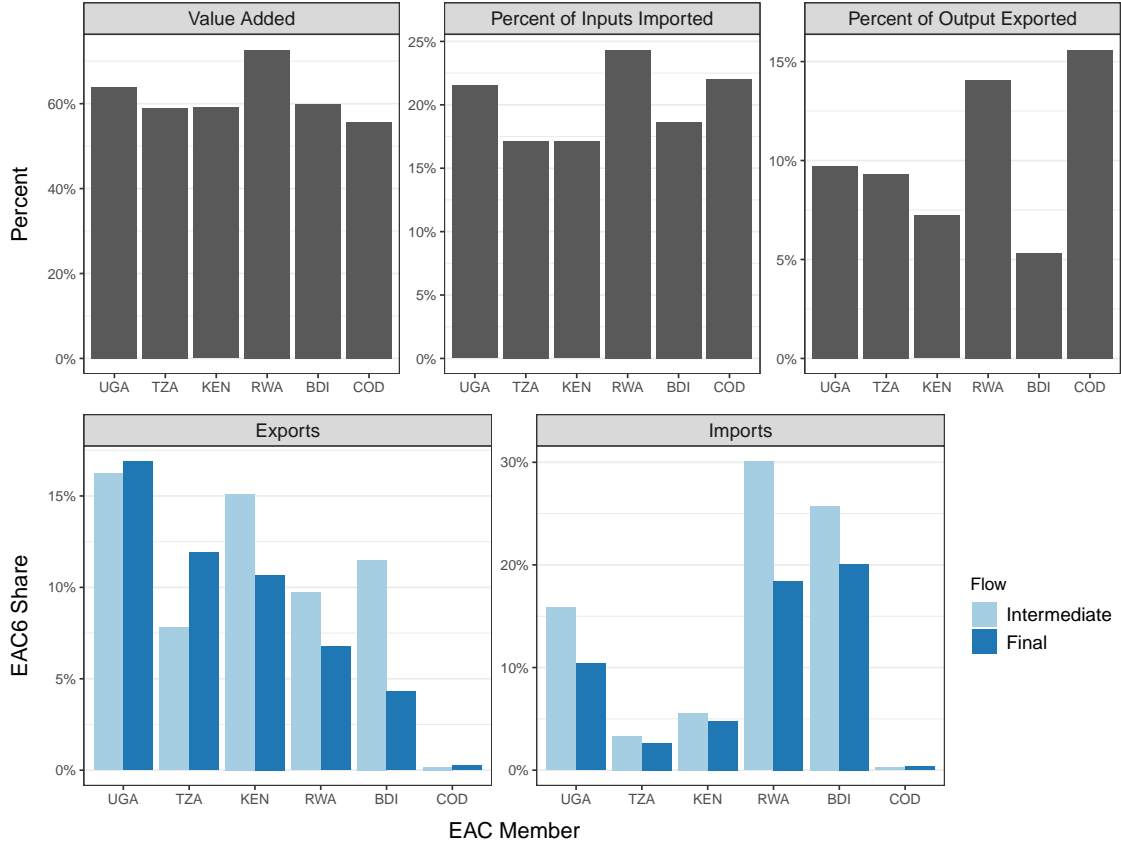 Value Added
Percent of Inputs Imported
Percent of Output Exported
Percent
60%
40%
20%
0%
UGA TZA KEN RWA BDI COD
25%
20%
15%
10%
5%
0%
UGA TZA KEN RWA BDI COD
15%
10%
5%
0%
UGA TZA KEN RWA BDI COD
Exports
Imports
EAC6 Share
15%
10%
5%
0%
UGA TZA KEN RWA BDI COD
30%
20%
10%
0%
UGA TZA KEN RWA BDI COD
EAC Member
Flow
Intermediate
Final